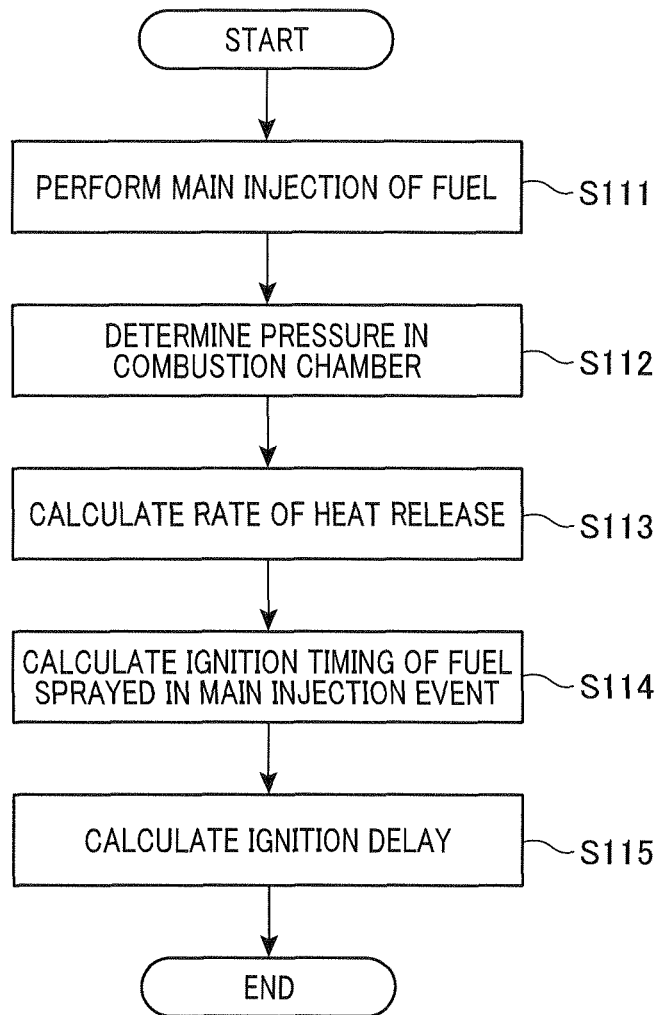 START
PERFORM MAIN INJECTION OF FUEL
S111
DETERMINE PRESSURE IN
COMBUSTION CHAMBER
S112
CALCULATE RATE OF HEAT RELEASE
S113
CALCULATE IGNITION TIMING OF FUEL
SPRAYED IN MAIN INJECTION EVENT
S114
CALCULATE IGNITION DELAY
S115
END